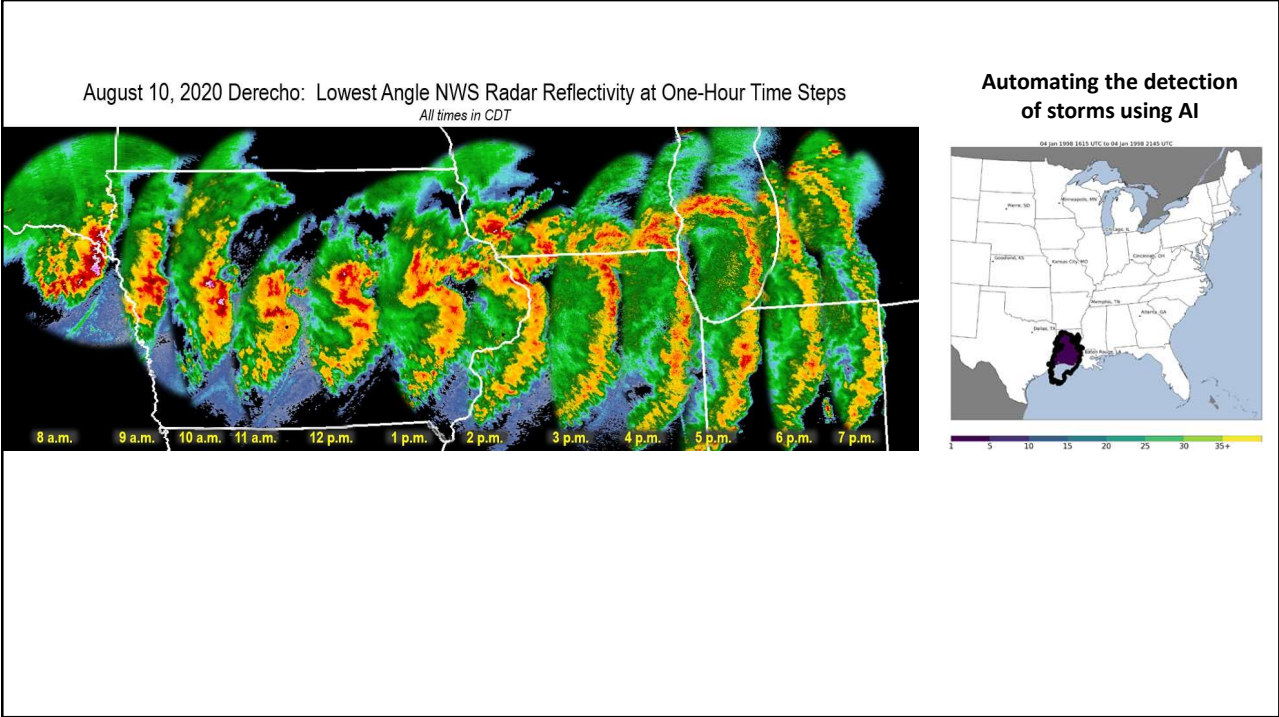 August 10, 2020 Derecho: Lowest Angle NWS Radar Reflectivity at One-Hour Time Steps
All times in CDT
8 a.m. 9 a.m. 10 a.m. 11 a.m. 12 p.m. 1 p.m. 2 p.m. 3 p.m. 4 p.m. 5 p.m. 6 p.m. 7 p.m.
Automating the detection
of storms using AI
04 Jan 1998 1615 UTC to 04 Jan 1998 2145 UTC
Minneapolis, MN
Pierre, SD
Chicago, IL
Goodland, KS
Kansas City, MO
Cincinnati, OH
Memphis, TN
Atlanta, GA
Dallas, TX
Baton Rouge, LA
1 5 10 15 20 25 30 35+